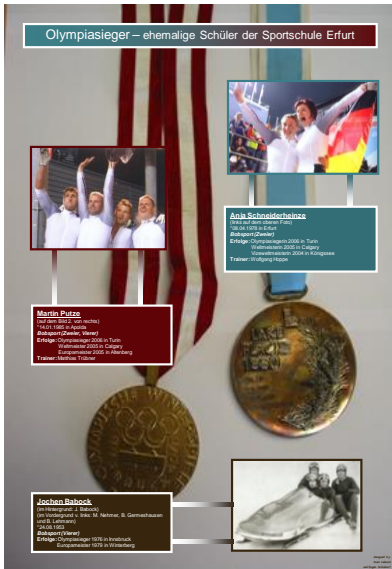 Olympiasieger – ehemalige Schüler der Sportschule Erfurt
Anja Schneiderheinze
(links auf dem oberen Foto)
*08.04.1978 in Erfurt
Bobsport (Zweier)
Erfolge: Olympiasiegerin 2006 in Turin
Weltmeisterin 2005 in Calgary
Vizeweltmeisterin 2004 in Königssee
Trainer: Wolfgang Hoppe
Martin Putze
(auf dem Bild 2. von rechts)
*14.01.1985 in Apolda
Bobsport (Zweier, Vierer)
Erfolge: Olympiasieger 2006 in Turin
Weltmeister 2005 in Calgary
Europameister 2005 in Altenberg
Trainer: Matthias Trübner
Jochen Babock
(im Hintergrund: J. Babock)
(im Vordergrund v. links: M. Nehmer, B. Germeshausen
und B. Lehmann)
*24.08.1953
Bobsport (Vierer)
Erfolge: Olympiasieger 1976 in Innsbruck
Europameister 1979 in Winterberg